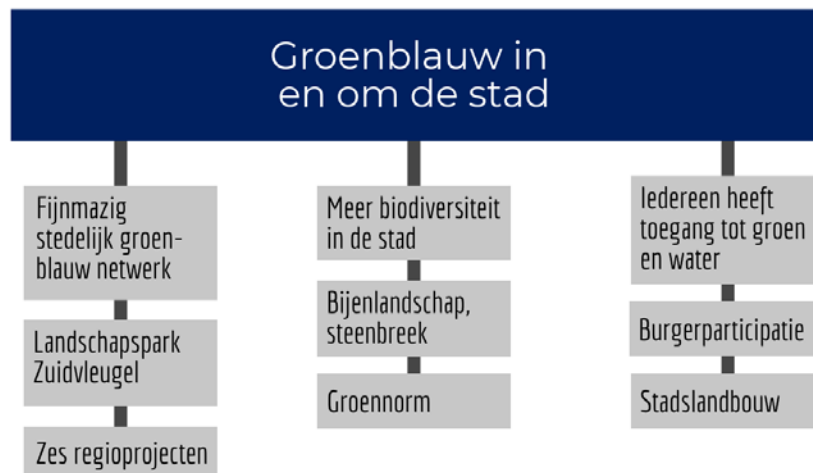 Groenblauw in
en om de stad
Fijnmazig
stedelijk groen-
blauw netwerk
Landschapspark
Zuidvleugel
Zes regioprojecten
Meer biodiversiteit
in de stad
Bijenlandschap,
steenbreek
Groennorm
Iedereen heeft
toegang tot groen
en water
Burgerparticipatie
Stadslandbouw